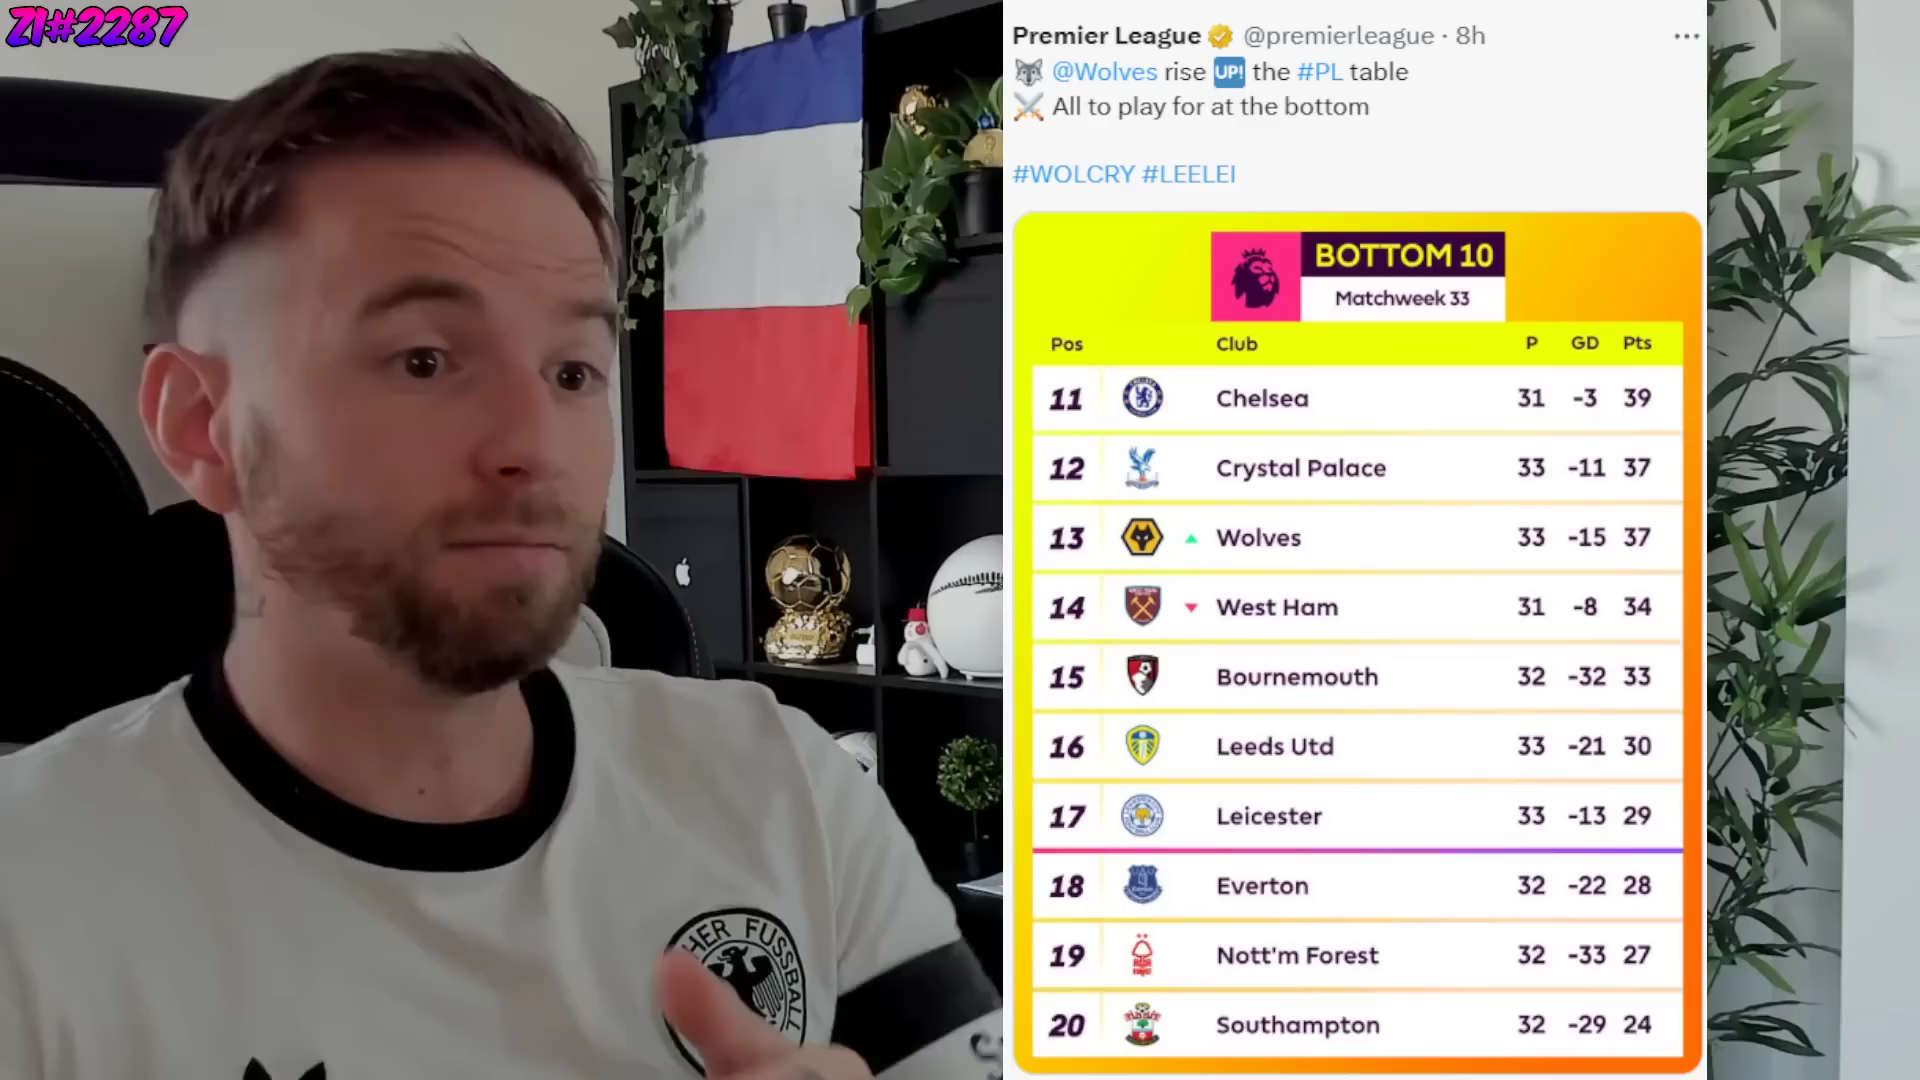 Z1#2287
Premier League @premierleague · 8h
@Wolves rise UP! the #PL table
All to play for at the bottom
#WOLCRY #LEELEI
BOTTOM 10
Matchweek 33
Pos Club P GD Pts
11 Chelsea 31 -3 39
12 Crystal Palace 33 -11 37
13 Wolves 33 -15 37
14 West Ham 31 -8 34
15 Bournemouth 32 -32 33
16 Leeds Utd 33 -21 30
17 Leicester 33 -13 29
18 Everton 32 -22 28
19 Nott'm Forest 32 -33 27
20 Southampton 32 -29 24
HER FUSSBALL